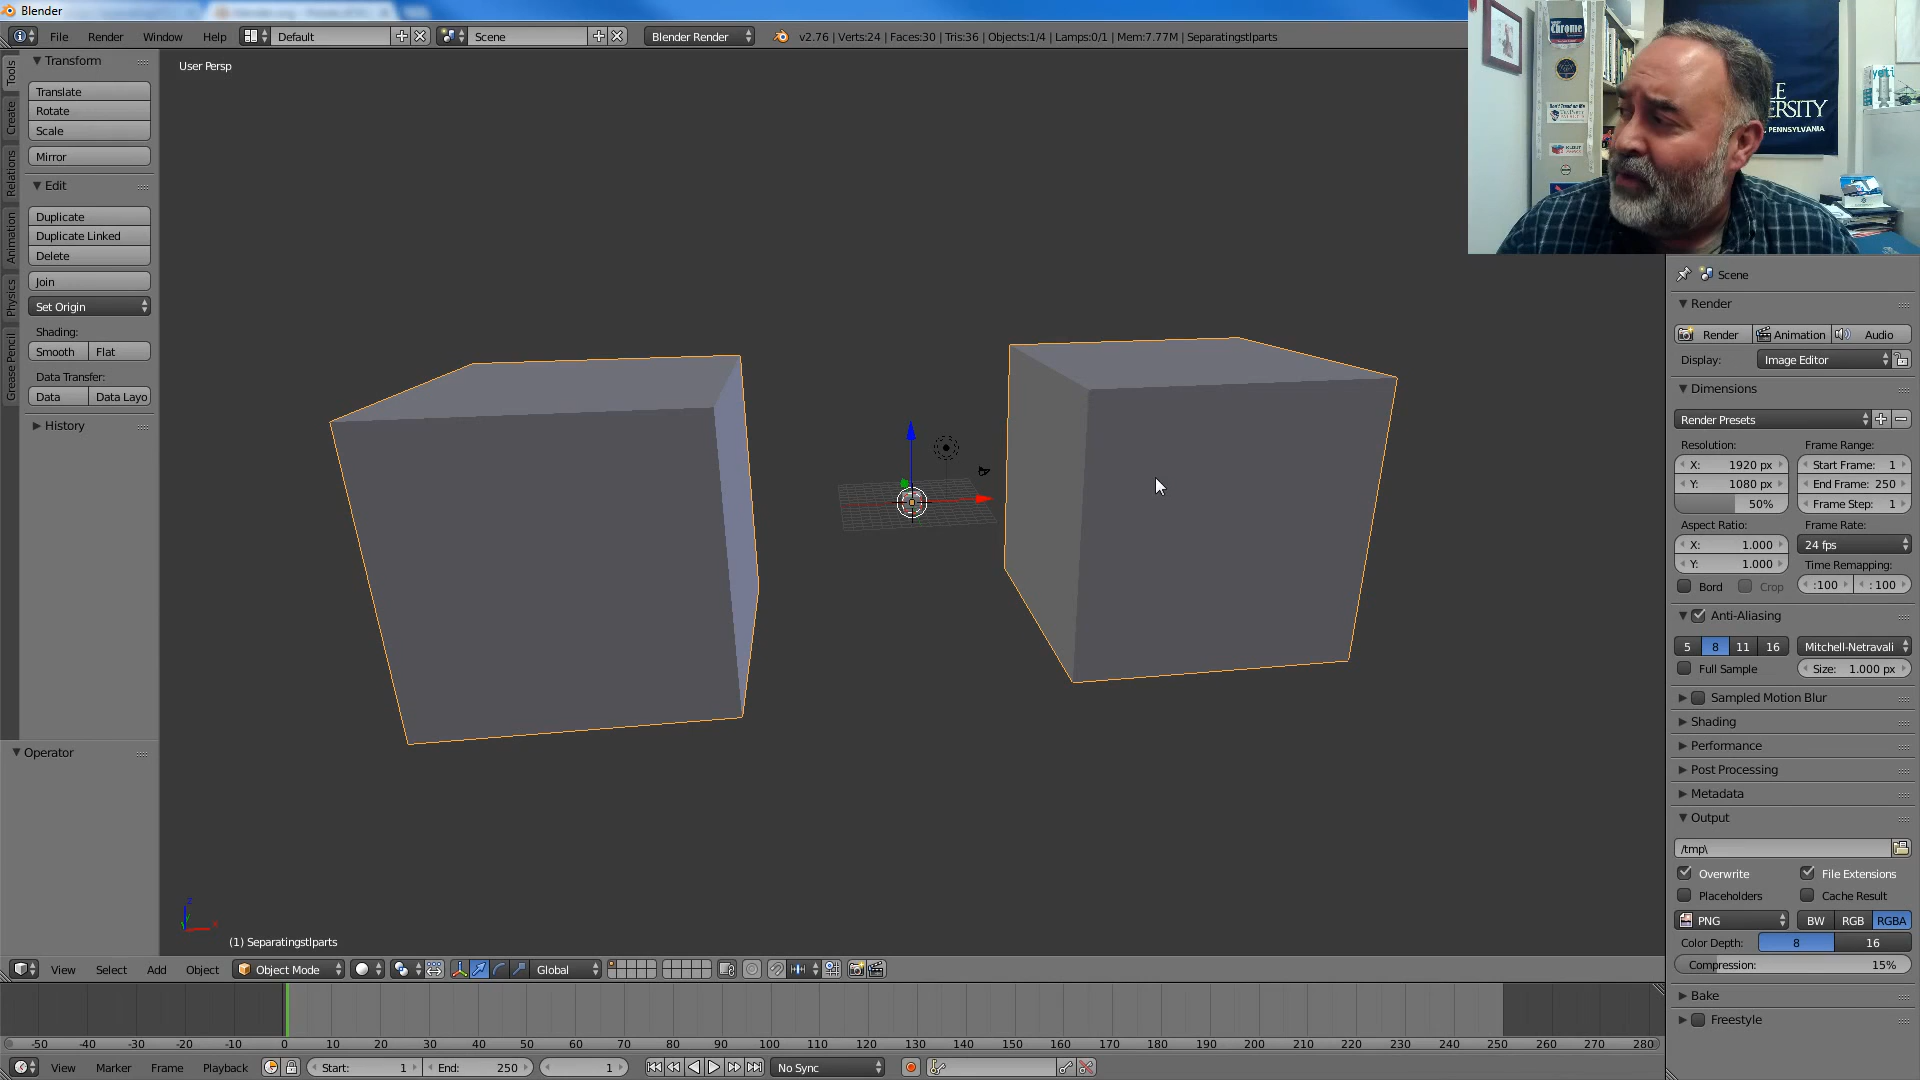 Blender
File Render Window Help Default Scene Blender Render v2.76 | Verts:24 | Faces:30 | Tris:36 | Objects:1/4 | Lamps:0/1 | Mem:7.77M | Separatingstlparts
Tools
Create
Relations
Animation
Physics
Grease Pencil
Transform
Translate
Rotate
Scale
Mirror
Edit
Duplicate
Duplicate Linked
Delete
Join
Set Origin
Shading:
Smooth Flat
Data Transfer:
Data Data Layo
History
Operator
User Persp
(1) Separatingstlparts
Chrome
Don't Tread on Me
ERSITY
PENNSYLVANIA
yeti
Scene
Render
Render Animation Audio
Display: Image Editor
Dimensions
Render Presets
Resolution: Frame Range:
X: 1920 px Start Frame: 1
Y: 1080 px End Frame: 250
50% Frame Step: 1
Aspect Ratio: Frame Rate:
X: 1.000 24 fps
Y: 1.000 Time Remapping:
Bord Crop :100 : 100
Anti-Aliasing
5 8 11 16 Mitchell-Netravali
Full Sample Size: 1.000 px
Sampled Motion Blur
Shading
Performance
Post Processing
Metadata
Output
/tmp\
Overwrite File Extensions
Placeholders Cache Result
PNG BW RGB RGBA
Color Depth: 8 16
Compression: 15%
Bake
Freestyle
View Select Add Object Object Mode Global
-50 -40 -30 -20 -10 0 10 20 30 40 50 60 70 80 90 100 110 120 130 140 150 160 170 180 190 200 210 220 230 240 250 260 270 280
View Marker Frame Playback Start: 1 End: 250 1 No Sync